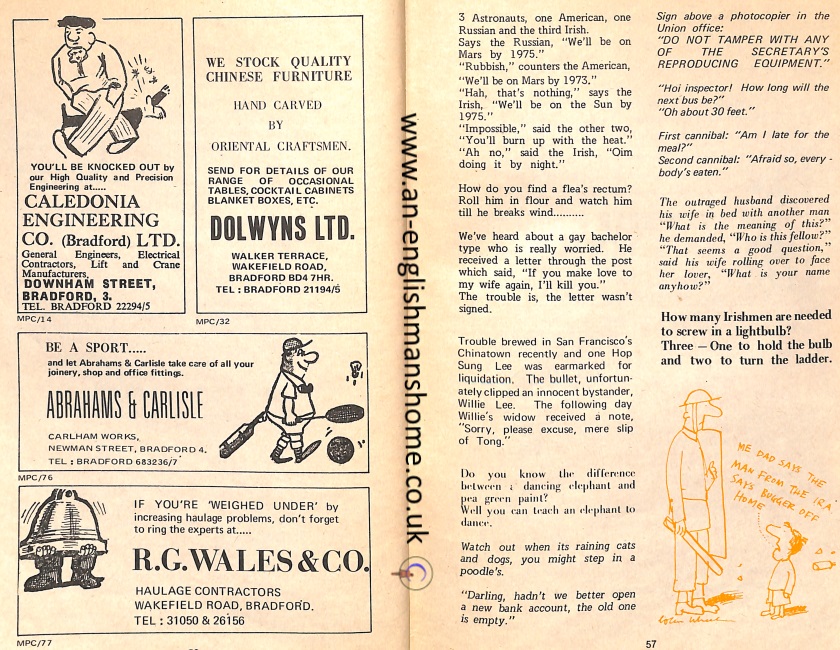 YOU'LL BE KNOCKED OUT by
our High Quality and Precision
Engineering at.....
CALEDONIA
ENGINEERING
CO. (Bradford) LTD.
General Engineers, Electrical
Contractors, Lift and Crane
Manufacturers.
DOWNHAM STREET,
BRADFORD, 3.
TEL. BRADFORD 22294/5
MPC/14
WE STOCK QUALITY
CHINESE FURNITURE
HAND CARVED
BY
ORIENTAL CRAFTSMEN.
SEND FOR DETAILS OF OUR
RANGE OF OCCASIONAL
TABLES, COCKTAIL CABINETS
BLANKET BOXES, ETC.
DOLWYNS LTD.
WALKER TERRACE,
WAKEFIELD ROAD,
BRADFORD BD4 7HR.
TEL : BRADFORD 21194/5
MPC/32
BE A SPORT.....
and let Abrahams & Carlisle take care of all your
joinery, shop and office fittings.
ABRAHAMS & CARLISLE
CARLHAM WORKS,
NEWMAN STREET, BRADFORD 4.
TEL : BRADFORD 683236/7
MPC/76
IF YOU'RE 'WEIGHED UNDER' by
increasing haulage problems, don't forget
to ring the experts at.....
R.G.WALES & CO.
HAULAGE CONTRACTORS
WAKEFIELD ROAD, BRADFORD.
TEL : 31050 & 26156
MPC/77
www.an-englishmanshome.co.uk
3 Astronauts, one American, one
Russian and the third Irish.
Says the Russian, "We'll be on
Mars by 1975."
"Rubbish," counters the American,
"We'll be on Mars by 1973."
"Hah, that's nothing," says the
Irish, "We'll be on the Sun by
1975."
"Impossible," said the other two,
"You'll burn up with the heat."
"Ah no," said the Irish, "Oim
doing it by night."
How do you find a flea's rectum?
Roll him in flour and watch him
till he breaks wind..........
We've heard about a gay bachelor
type who is really worried. He
received a letter through the post
which said, "If you make love to
my wife again, I'll kill you."
The trouble is, the letter wasn't
signed.
Trouble brewed in San Francisco's
Chinatown recently and one Hop
Sung Lee was earmarked for
liquidation. The bullet, unfortun-
ately clipped an innocent bystander,
Willie Lee. The following day
Willie's widow received a note,
"Sorry, please excuse, mere slip
of Tong."
Do you know the difference
between a dancing elephant and
pea green paint?
Well you can teach an elephant to
dance.
Watch out when its raining cats
and dogs, you might step in a
poodle's.
"Darling, hadn't we better open
a new bank account, the old one
is empty."
Sign above a photocopier in the
Union office:
"DO NOT TAMPER WITH ANY
OF THE SECRETARY'S
REPRODUCING EQUIPMENT."
"Hoi inspector! How long will the
next bus be?"
"Oh about 30 feet."
First cannibal: "Am I late for the
meal?"
Second cannibal: "Afraid so, every -
body's eaten."
The outraged husband discovered
his wife in bed with another man
"What is the meaning of this?"
he demanded, "Who is this fellow?"
"That seems a good question,"
said his wife rolling over to face
her lover, "What is your name
anyhow?"
How many Irishmen are needed
to screw in a lightbulb?
Three — One to hold the bulb
and two to turn the ladder.
ME DAD SAYS THE
MAN FROM THE IRA
SAYS BUGGER OFF
HOME
57